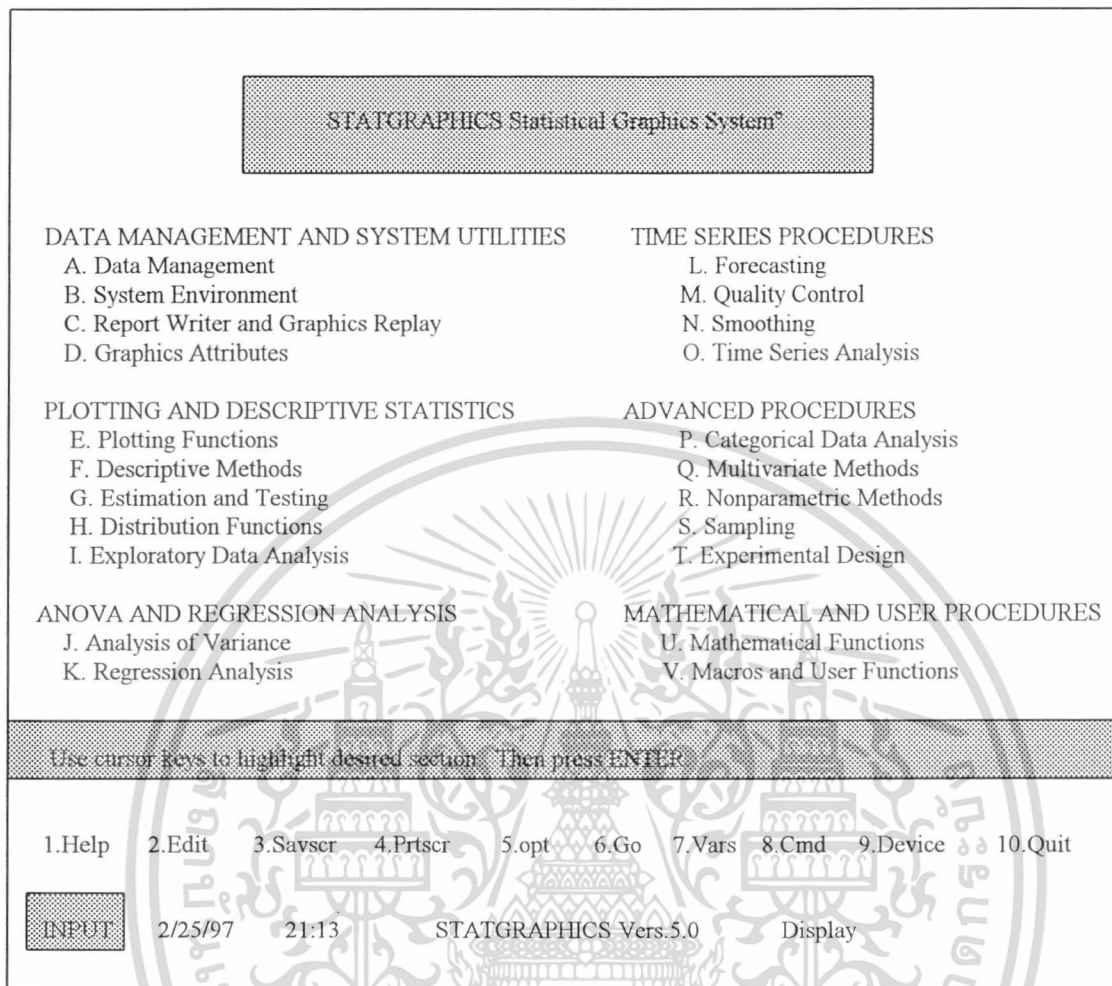 STATGRAPHICS Statistical Graphics System
DATA MANAGEMENT AND SYSTEM UTILITIES
A. Data Management
B. System Environment
C. Report Writer and Graphics Replay
D. Graphics Attributes
TIME SERIES PROCEDURES
L. Forecasting
M. Quality Control
N. Smoothing
O. Time Series Analysis
PLOTTING AND DESCRIPTIVE STATISTICS
E. Plotting Functions
F. Descriptive Methods
G. Estimation and Testing
H. Distribution Functions
I. Exploratory Data Analysis
ADVANCED PROCEDURES
P. Categorical Data Analysis
Q. Multivariate Methods
R. Nonparametric Methods
S. Sampling
T. Experimental Design
ANOVA AND REGRESSION ANALYSIS
J. Analysis of Variance
K. Regression Analysis
MATHEMATICAL AND USER PROCEDURES
U. Mathematical Functions
V. Macros and User Functions
Use cursor keys to highlight desired section. Then press ENTER.
1.Help 2.Edit 3.Savscr 4.Prtscr 5.opt 6.Go 7.Vars 8.Cmd 9.Device 10.Quit
INPUT 2/25/97 21:13 STATGRAPHICS Vers.5.0 Display